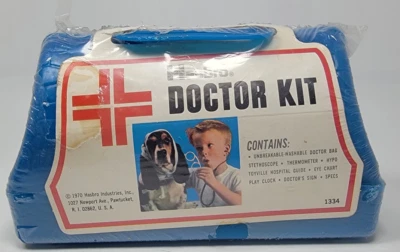 Hasbro®
DOCTOR KIT
CONTAINS:
• UNBREAKABLE-WASHABLE DOCTOR BAG
STETHOSCOPE • THERMOMETER • HYPO
TOYVILLE HOSPITAL GUIDE • EYE CHART
PLAY CLOCK • DOCTOR'S SIGN • SPECS
© 1970 Hasbro Industries, Inc.
1027 Newport Ave., Pawtucket,
R. I. 02862, U. S. A.
1334